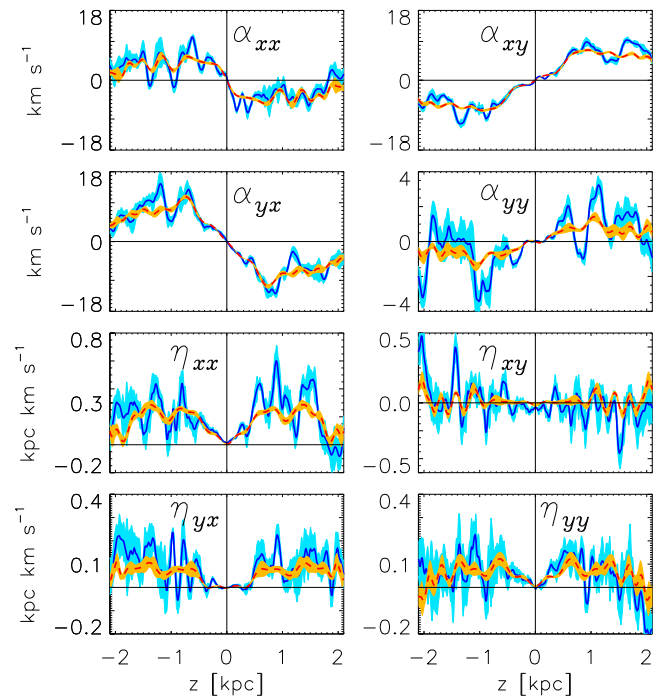 18 α_xx α_xy 18
km s⁻¹
0 0
−18 −18
18 α_yx α_yy 4
km s⁻¹
0 0
−18 −4
0.8 η_xx η_xy 0.5
kpc km s⁻¹
0.3 0.0
−0.2 −0.5
0.4 η_yx η_yy 0.4
kpc km s⁻¹
0.1 0.1
−0.2 −0.2
−2 −1 0 1 2 −2 −1 0 1 2
z [kpc] z [kpc]